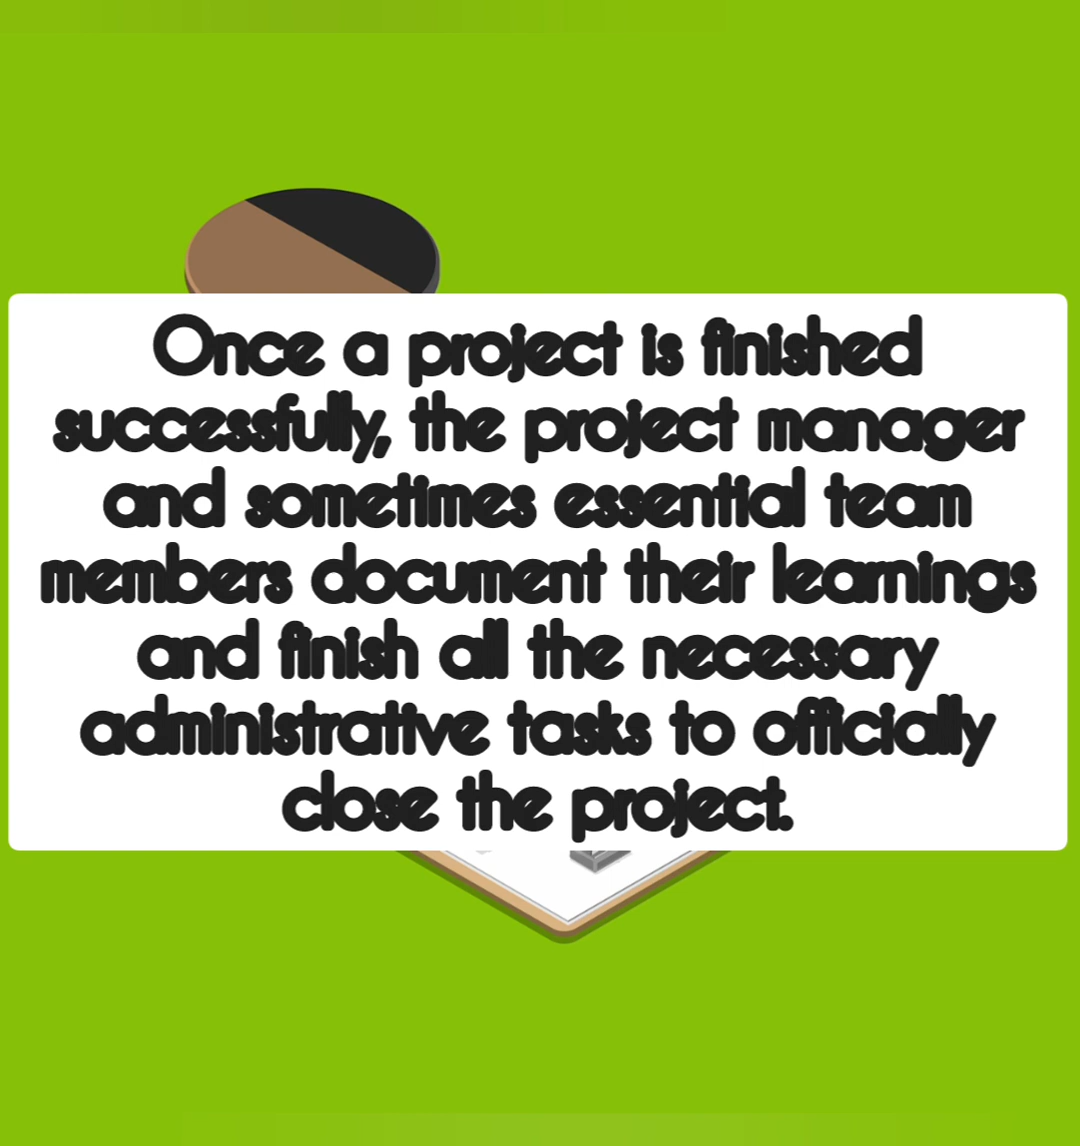 Once a project is finished
successfully, the project manager
and sometimes essential team
members document their learnings
and finish all the necessary
administrative tasks to officially
close the project.